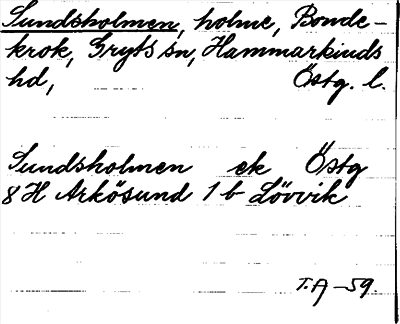 Sundsholmen, holme, Bonde-
krok, Gryts sn, Hammarkinds
hd, Östg. l.
Sundsholmen ek Östg
8 H Arkösund 1 b Lövvik
T.A -59.